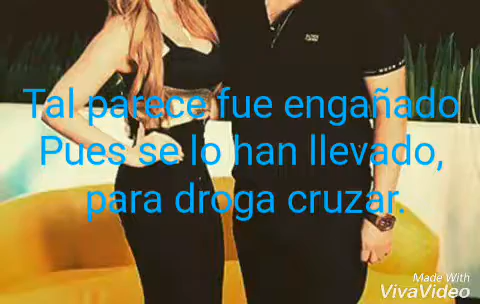 Tal parece fue engañado
Pues se lo han llevado,
para droga cruzar.
Made With
VivaVideo